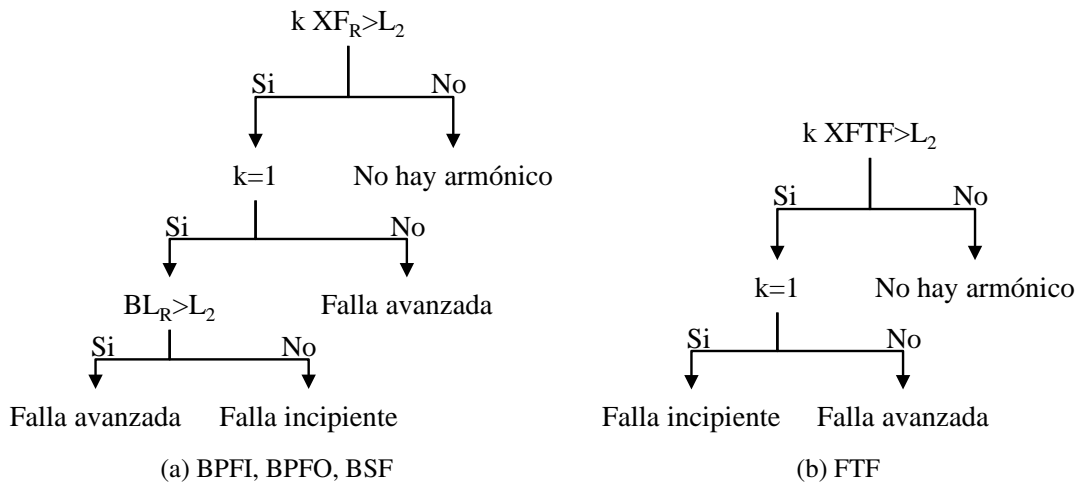 k XF_R>L_2
Si No
k=1 No hay armónico
Si No
BL_R>L_2 Falla avanzada
Si No
Falla avanzada Falla incipiente
(a) BPFI, BPFO, BSF
k XFTF>L_2
Si No
k=1 No hay armónico
Si No
Falla incipiente Falla avanzada
(b) FTF